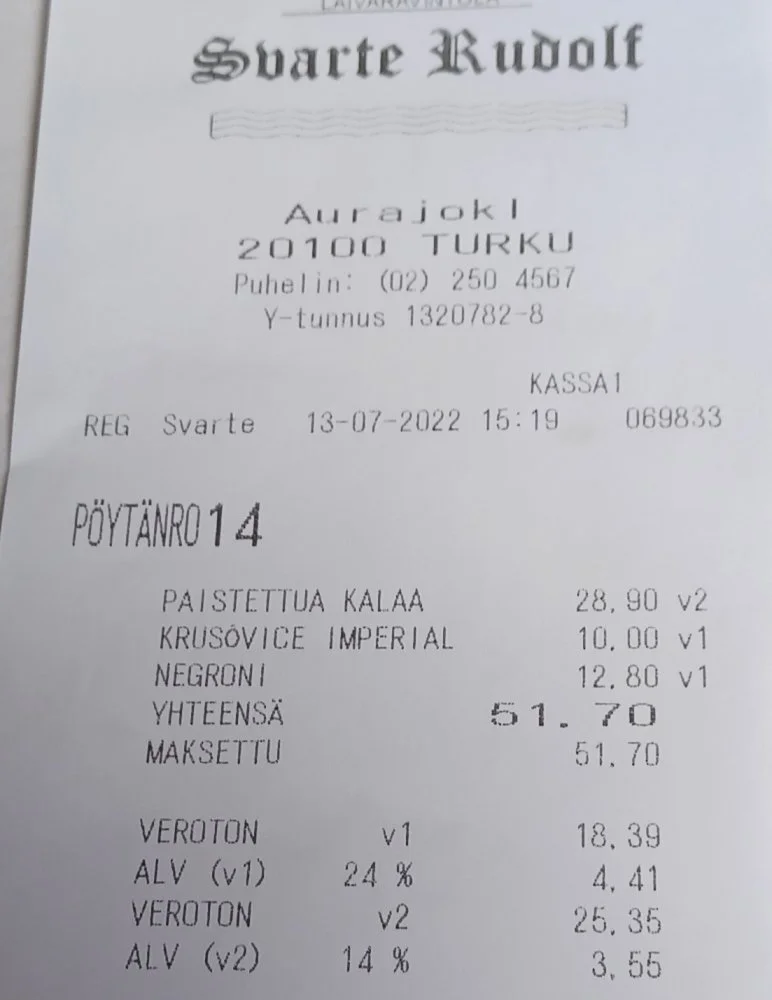 LAIVARAVINTOLA
Svarte Rudolf
Aurajoki
20100 TURKU
Puhelin: (02) 250 4567
Y-tunnus 1320782-8
KASSA1
REG Svarte 13-07-2022 15:19 069833
PÖYTÄNRO 14
PAISTETTUA KALAA 28,90 v2
KRUSOVICE IMPERIAL 10,00 v1
NEGRONI 12,80 v1
YHTEENSÄ 51.70
MAKSETTU 51,70
VEROTON v1 18,39
ALV (v1) 24 % 4,41
VEROTON v2 25,35
ALV (v2) 14 % 3,55